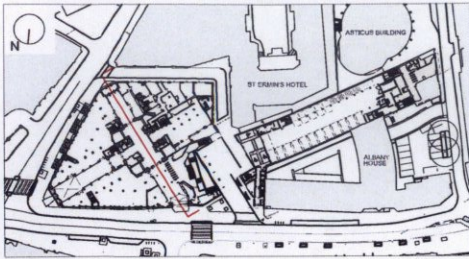 N
ARTICUS BUILDING
ST ERMIN'S HOTEL
ALBANY
HOUSE